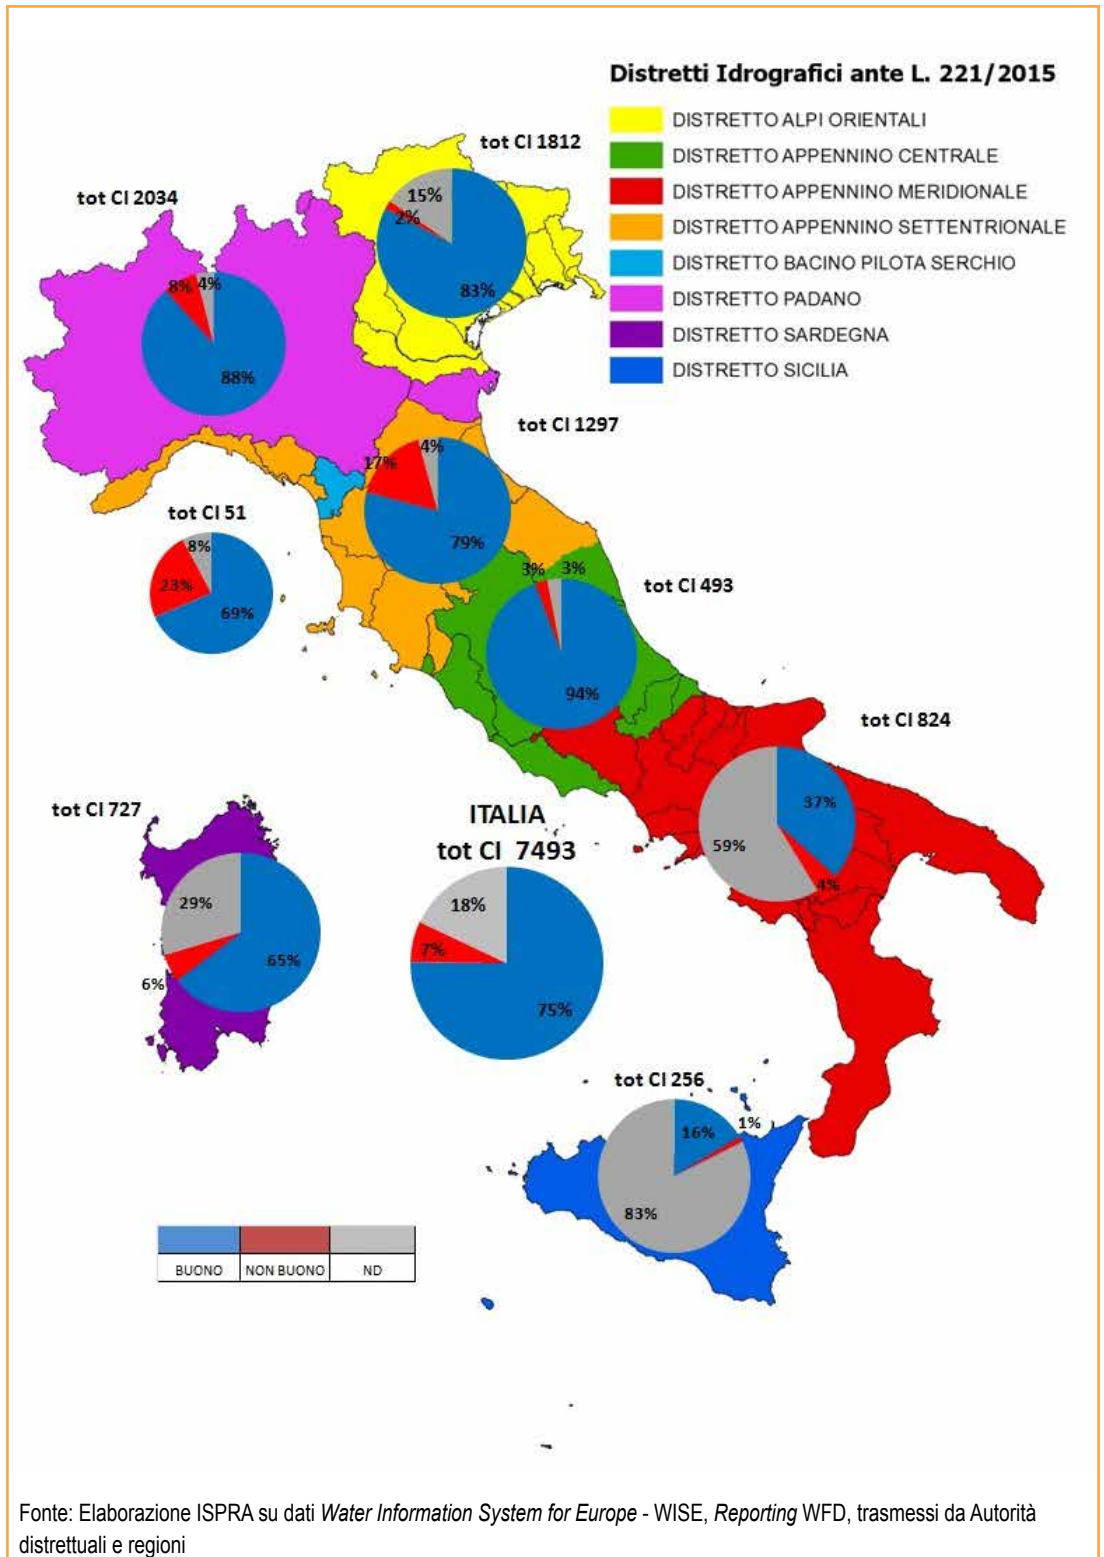 Distretti Idrografici ante L. 221/2015
DISTRETTO ALPI ORIENTALI
DISTRETTO APPENNINO CENTRALE
DISTRETTO APPENNINO MERIDIONALE
DISTRETTO APPENNINO SETTENTRIONALE
DISTRETTO BACINO PILOTA SERCHIO
DISTRETTO PADANO
DISTRETTO SARDEGNA
DISTRETTO SICILIA
tot CI 1812
15%
2%
83%
tot CI 2034
8%
4%
88%
tot CI 1297
17%
4%
79%
tot CI 51
8%
23%
69%
tot CI 493
3%
3%
94%
tot CI 824
37%
59%
4%
tot CI 727
29%
65%
6%
ITALIA
tot CI 7493
18%
7%
75%
tot CI 256
16%
1%
83%
BUONO
NON BUONO
ND
Fonte: Elaborazione ISPRA su dati Water Information System for Europe - WISE, Reporting WFD, trasmessi da Autorità
distrettuali e regioni